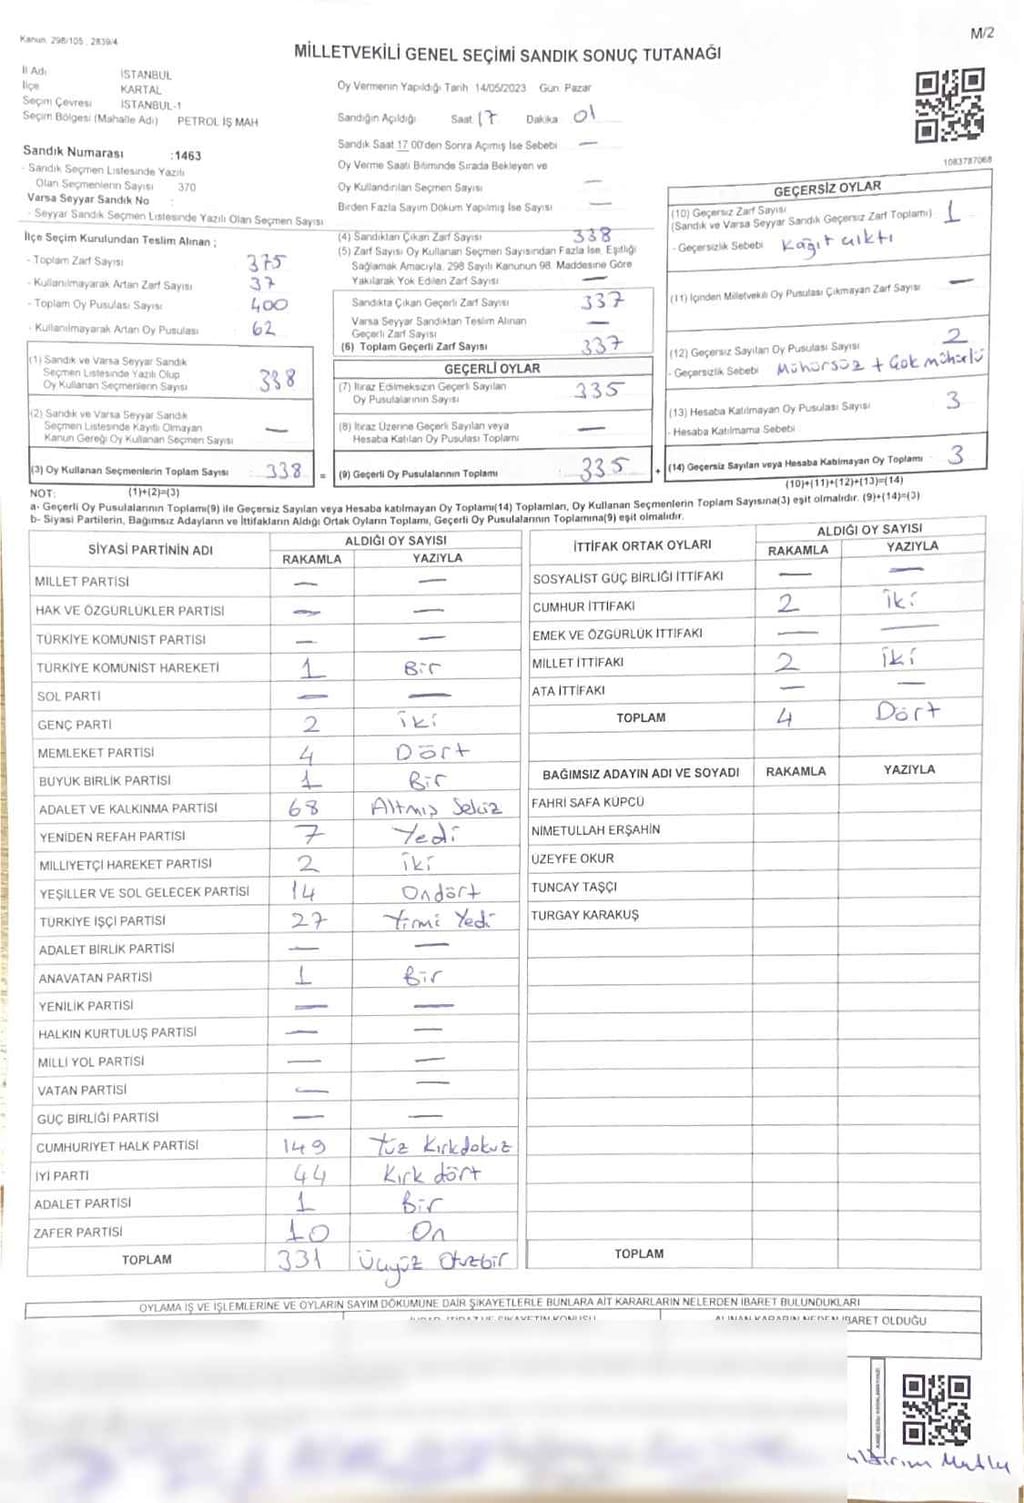 Kanun: 298/105, 2839/4
M/2
MİLLETVEKİLİ GENEL SEÇİMİ SANDIK SONUÇ TUTANAĞI
İl Adı İSTANBUL
İlçe KARTAL
Seçim Çevresi İSTANBUL-1
Seçim Bölgesi (Mahalle Adı) PETROL İŞ MAH
Sandık Numarası :1463
- Sandık Seçmen Listesinde Yazılı
Olan Seçmenlerin Sayısı 370
Varsa Seyyar Sandık No :
- Seyyar Sandık Seçmen Listesinde Yazılı Olan Seçmen Sayısı
Oy Vermenin Yapıldığı Tarih 14/05/2023 Gün: Pazar
Sandığın Açıldığı Saat 17 Dakika 01
Sandık Saat 17 00'den Sonra Açımış İse Sebebi —
Oy Verme Saati Bitiminde Sırada Bekleyen ve
Oy Kullandırılan Seçmen Sayısı —
Birden Fazla Sayım Döküm Yapılmış İse Sayısı —
1083787068
İlçe Seçim Kurulundan Teslim Alınan ;
- Toplam Zarf Sayısı 375
- Kullanılmayarak Artan Zarf Sayısı 37
- Toplam Oy Pusulası Sayısı 400
- Kullanılmayarak Artan Oy Pusulası 62
(1) Sandık ve Varsa Seyyar Sandık
Seçmen Listesinde Yazılı Olup
Oy Kullanan Seçmenlerin Sayısı 338
(2) Sandık ve Varsa Seyyar Sandık
Seçmen Listesinde Kayıtlı Olmayan
Kanun Gereği Oy Kullanan Seçmen Sayısı —
(3) Oy Kullanan Seçmenlerin Toplam Sayısı : 338 =
(4) Sandıktan Çıkan Zarf Sayısı 338
(5) Zarf Sayısı Oy Kullanan Seçmen Sayısından Fazla İse, Eşitliği
Sağlamak Amacıyla, 298 Sayılı Kanunun 98. Maddesine Göre
Yakılarak Yok Edilen Zarf Sayısı —
Sandıkta Çıkan Geçerli Zarf Sayısı 337
Varsa Seyyar Sandıktan Teslim Alınan
Geçerli Zarf Sayısı —
(6) Toplam Geçerli Zarf Sayısı 337
GEÇERLİ OYLAR
(7) İtiraz Edilmeksizin Geçerli Sayılan
Oy Pusulalarının Sayısı 335
(8) İtiraz Üzerine Geçerli Sayılan veya
Hesaba Katılan Oy Pusulası Toplamı —
(9) Geçerli Oy Pusulalarının Toplamı : 335 +
GEÇERSİZ OYLAR
(10) Geçersiz Zarf Sayısı
(Sandık ve Varsa Seyyar Sandık Geçersiz Zarf Toplamı) 1
- Geçersizlik Sebebi Kağıt çıktı
(11) İçinden Milletvekili Oy Pusulası Çıkmayan Zarf Sayısı —
(12) Geçersiz Sayılan Oy Pusulası Sayısı 2
- Geçersizlik Sebebi Mühürsüz + Çok mühürlü
(13) Hesaba Katılmayan Oy Pusulası Sayısı 3
- Hesaba Katılmama Sebebi
(14) Geçersiz Sayılan veya Hesaba Katılmayan Oy Toplamı 3
NOT: (1)+(2)=(3)
(10)+(11)+(12)+(13)=(14)
a- Geçerli Oy Pusulalarının Toplamı(9) ile Geçersiz Sayılan veya Hesaba katılmayan Oy Toplamı(14) Toplamları, Oy Kullanan Seçmenlerin Toplam Sayısına(3) eşit olmalıdır. (9)+(14)=(3)
b- Siyasi Partilerin, Bağımsız Adayların ve İttifakların Aldığı Ortak Oyların Toplamı, Geçerli Oy Pusulalarının Toplamına(9) eşit olmalıdır.
SİYASİ PARTİNİN ADI ALDIĞI OY SAYISI
RAKAMLA YAZIYLA
MİLLET PARTİSİ — —
HAK VE ÖZGÜRLÜKLER PARTİSİ — —
TÜRKİYE KOMÜNİST PARTİSİ — —
TÜRKİYE KOMÜNİST HAREKETİ 1 Bir
SOL PARTİ — —
GENÇ PARTİ 2 iki
MEMLEKET PARTİSİ 4 Dört
BÜYÜK BİRLİK PARTİSİ 1 Bir
ADALET VE KALKINMA PARTİSİ 68 Altmış Sekiz
YENİDEN REFAH PARTİSİ 7 Yedi
MİLLİYETÇİ HAREKET PARTİSİ 2 iki
YEŞİLLER VE SOL GELECEK PARTİSİ 14 Ondört
TÜRKİYE İŞÇİ PARTİSİ 27 Yirmi Yedi
ADALET BİRLİK PARTİSİ — —
ANAVATAN PARTİSİ 1 Bir
YENİLİK PARTİSİ — —
HALKIN KURTULUŞ PARTİSİ — —
MİLLİ YOL PARTİSİ — —
VATAN PARTİSİ — —
GÜÇ BİRLİĞİ PARTİSİ — —
CUMHURİYET HALK PARTİSİ 149 Yüz Kırkdokuz
İYİ PARTİ 44 Kırk dört
ADALET PARTİSİ 1 Bir
ZAFER PARTİSİ 10 On
TOPLAM 331 Üçyüz Otuzbir
İTTİFAK ORTAK OYLARI ALDIĞI OY SAYISI
RAKAMLA YAZIYLA
SOSYALİST GÜÇ BİRLİĞİ İTTİFAKI — —
CUMHUR İTTİFAKI 2 iki
EMEK VE ÖZGÜRLÜK İTTİFAKI — —
MİLLET İTTİFAKI 2 iki
ATA İTTİFAKI — —
TOPLAM 4 Dört
BAĞIMSIZ ADAYIN ADI VE SOYADI RAKAMLA YAZIYLA
FAHRİ SAFA KÜPCÜ
NİMETULLAH ERŞAHİN
ÜZEYFE OKUR
TUNCAY TAŞÇI
TURGAY KARAKUŞ
TOPLAM
OYLAMA İŞ VE İŞLEMLERİNE VE OYLARIN SAYIM DÖKÜMÜNE DAİR ŞİKAYETLERLE BUNLARA AİT KARARLARIN NELERDEN İBARET BULUNDUKLARI
ALINAN KARARIN NEDEN İBARET OLDUĞU